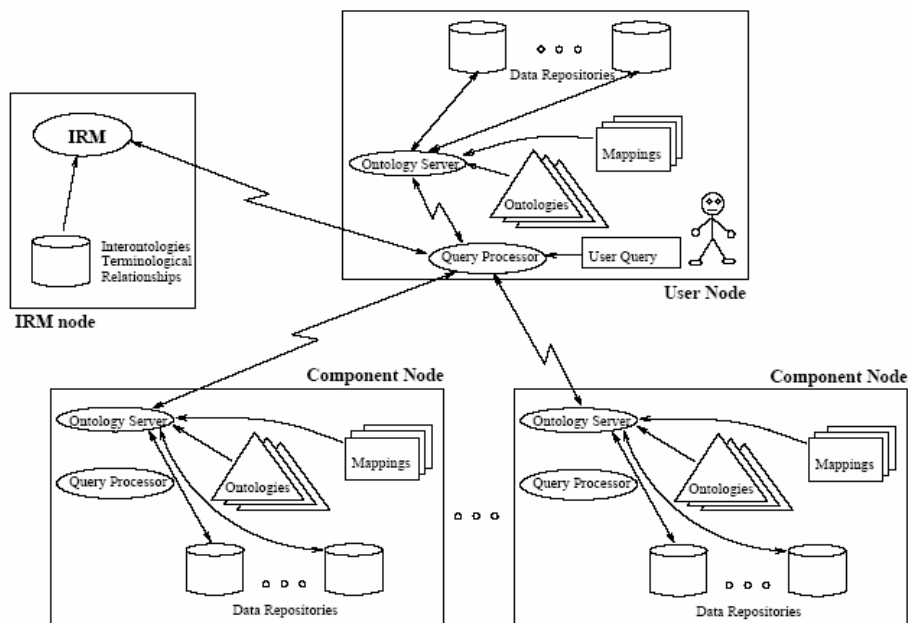 Data Repositories
IRM
Ontology Server
Mappings
Ontologies
Interontologies
Terminological
Relationships
Query Processor
User Query
User Node
IRM node
Component Node
Ontology Server
Mappings
Query Processor
Ontologies
Data Repositories
Component Node
Ontology Server
Mappings
Query Processor
Ontologies
Data Repositories